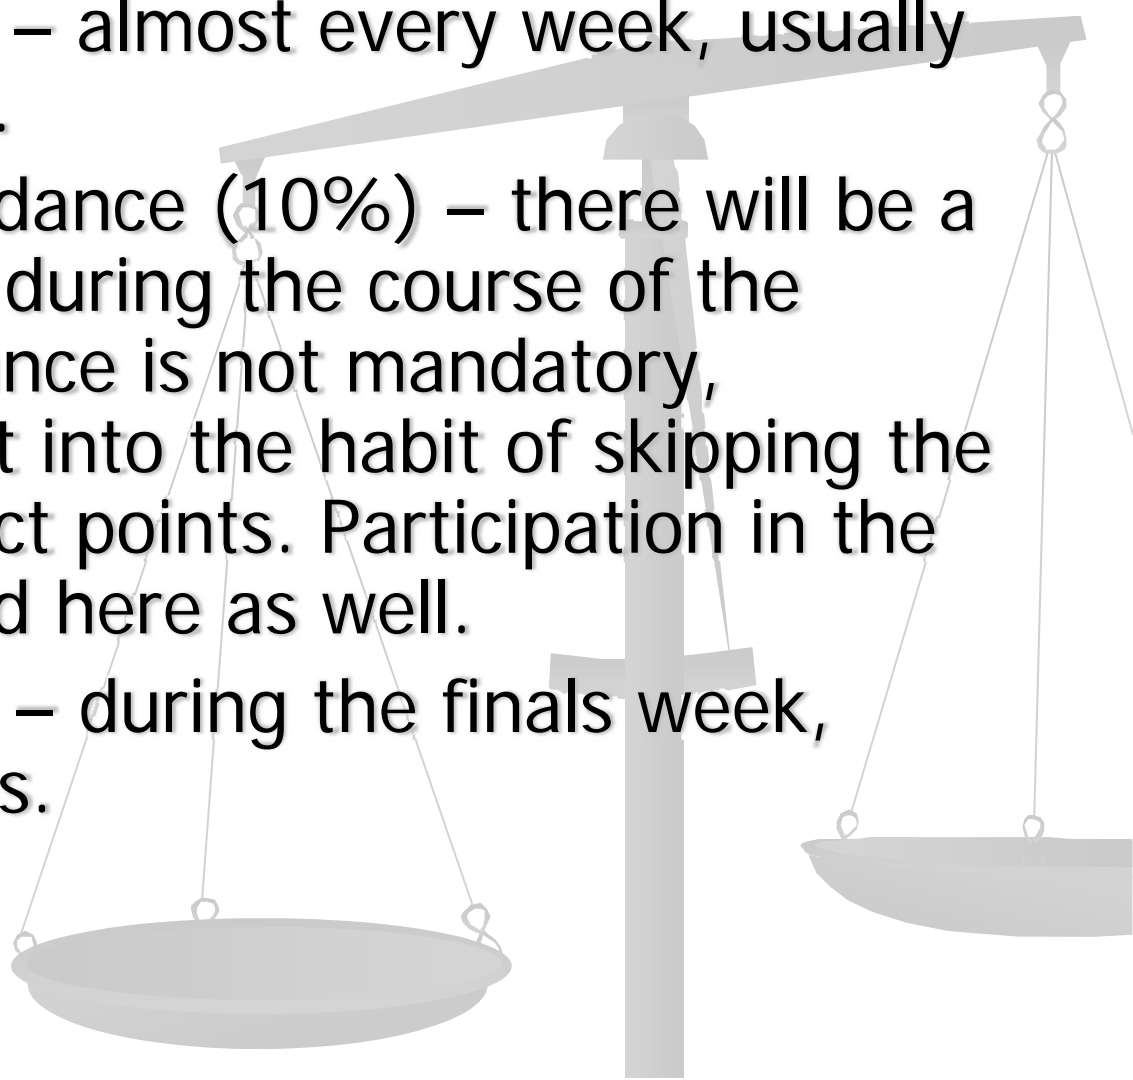 – almost every week, usually
.
dance (10%) – there will be a
during the course of the
nce is not mandatory,
t into the habit of skipping the
ct points. Participation in the
d here as well.
– during the finals week,
s.